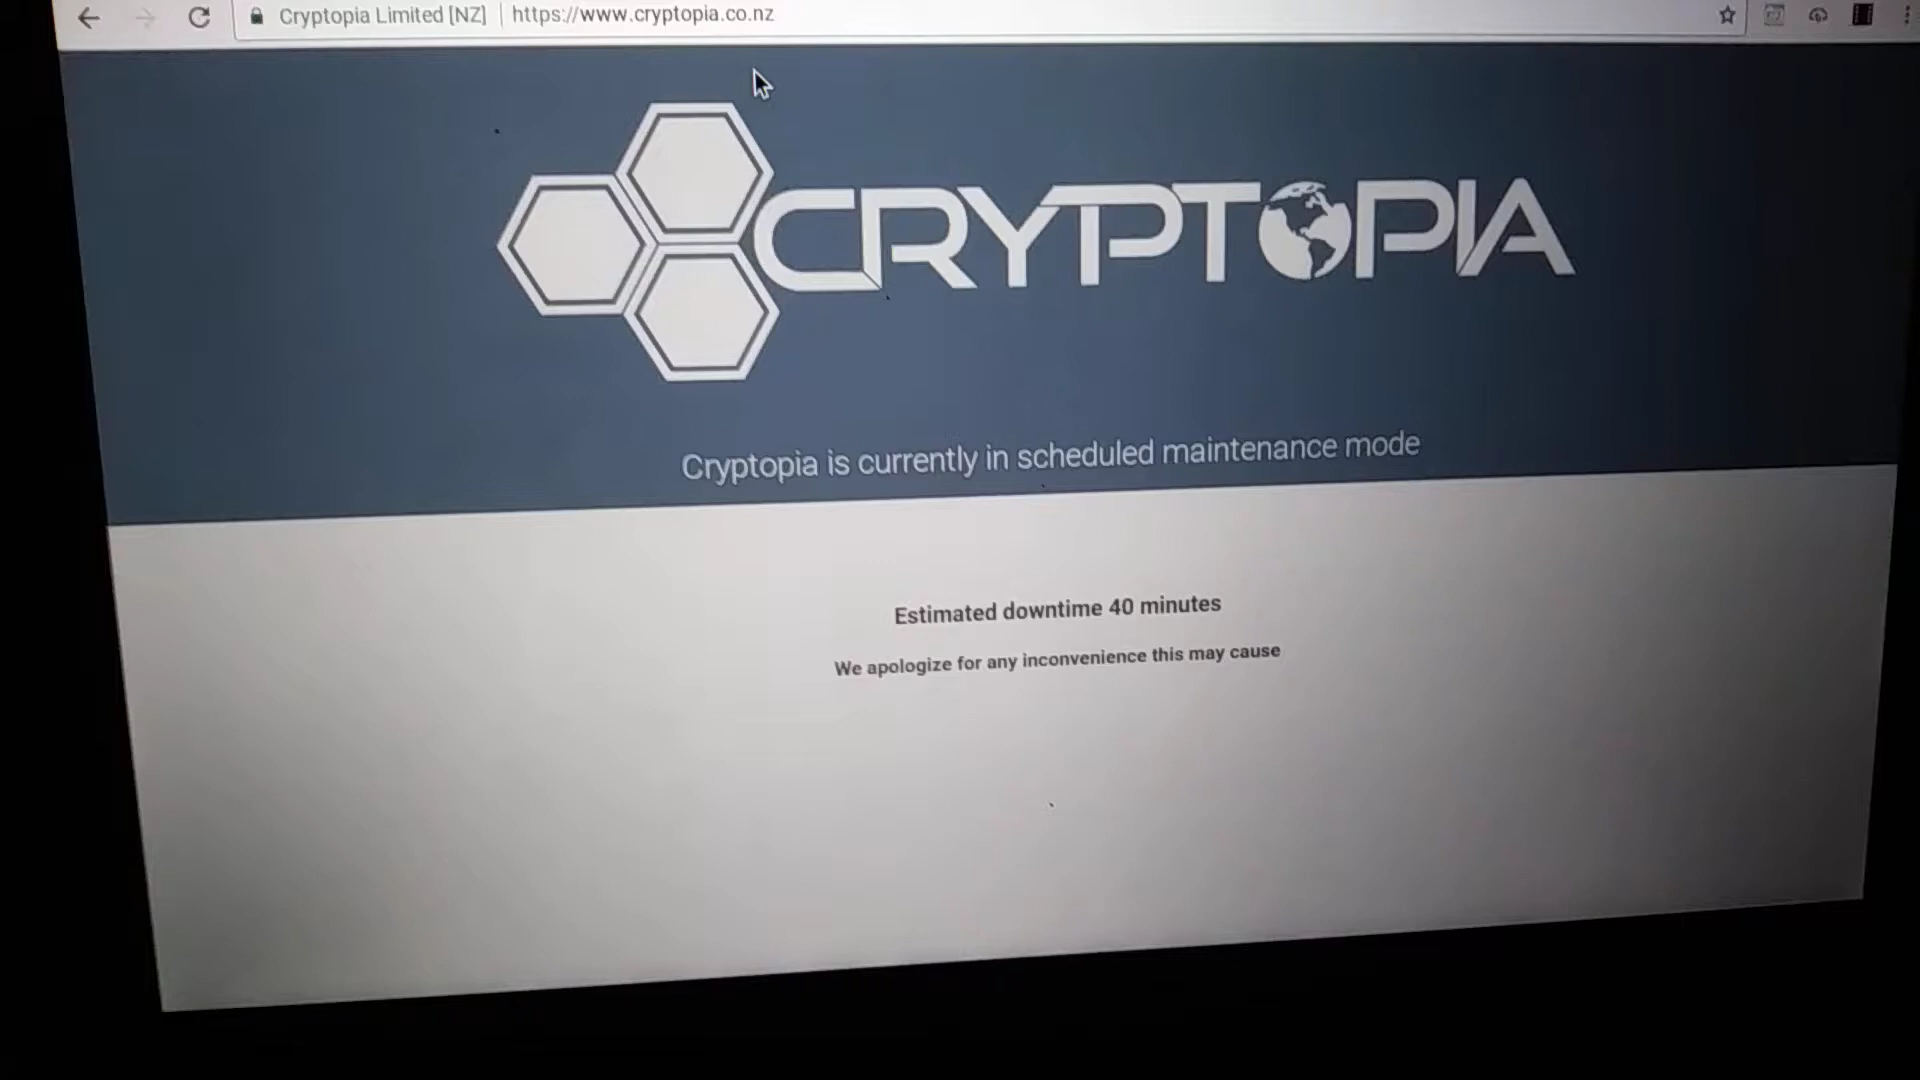 Cryptopia Limited [NZ] https://www.cryptopia.co.nz
CRYPTOPIA
Cryptopia is currently in scheduled maintenance mode
Estimated downtime 40 minutes
We apologize for any inconvenience this may cause